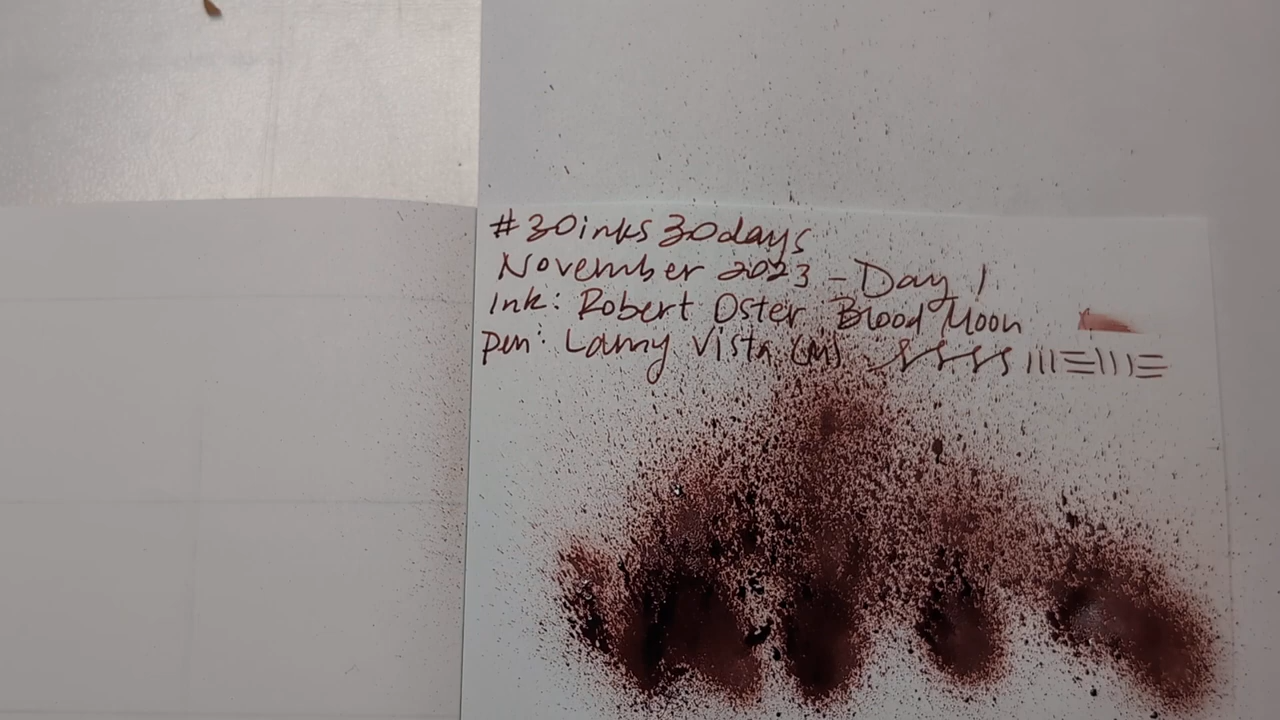 #30inks30days
November 2023 - Day 1
Ink: Robert Oster Blood Moon
Pen: Lamy Vista (M)